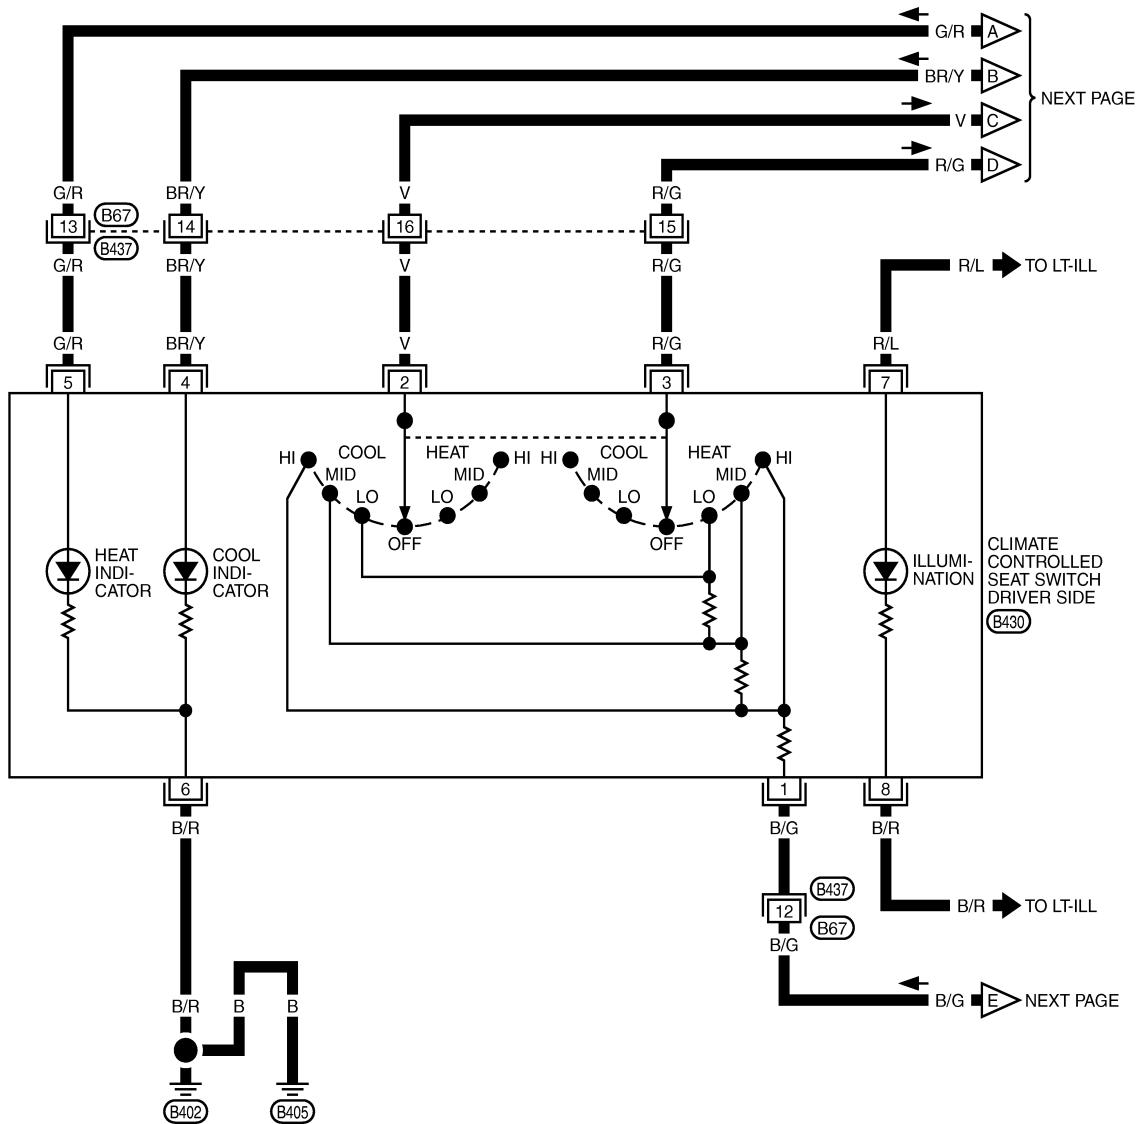 G/R A
BR/Y B
NEXT PAGE
V C
R/G D
G/R BR/Y V R/G
13 B67 14 16 15
B437
G/R BR/Y V R/G
R/L TO LT-ILL
G/R BR/Y V R/G R/L
5 4 2 3 7
COOL HEAT COOL HEAT
HI HI HI HI
MID MID MID MID
LO LO LO LO
OFF OFF
HEAT
INDI-
CATOR
COOL
INDI-
CATOR
ILLUMI-
NATION
CLIMATE
CONTROLLED
SEAT SWITCH
DRIVER SIDE
B430
6 1 8
B/R B/G B/R
B437
12
B67
B/R TO LT-ILL
B/G
B/G E NEXT PAGE
B/R B B
B402 B405